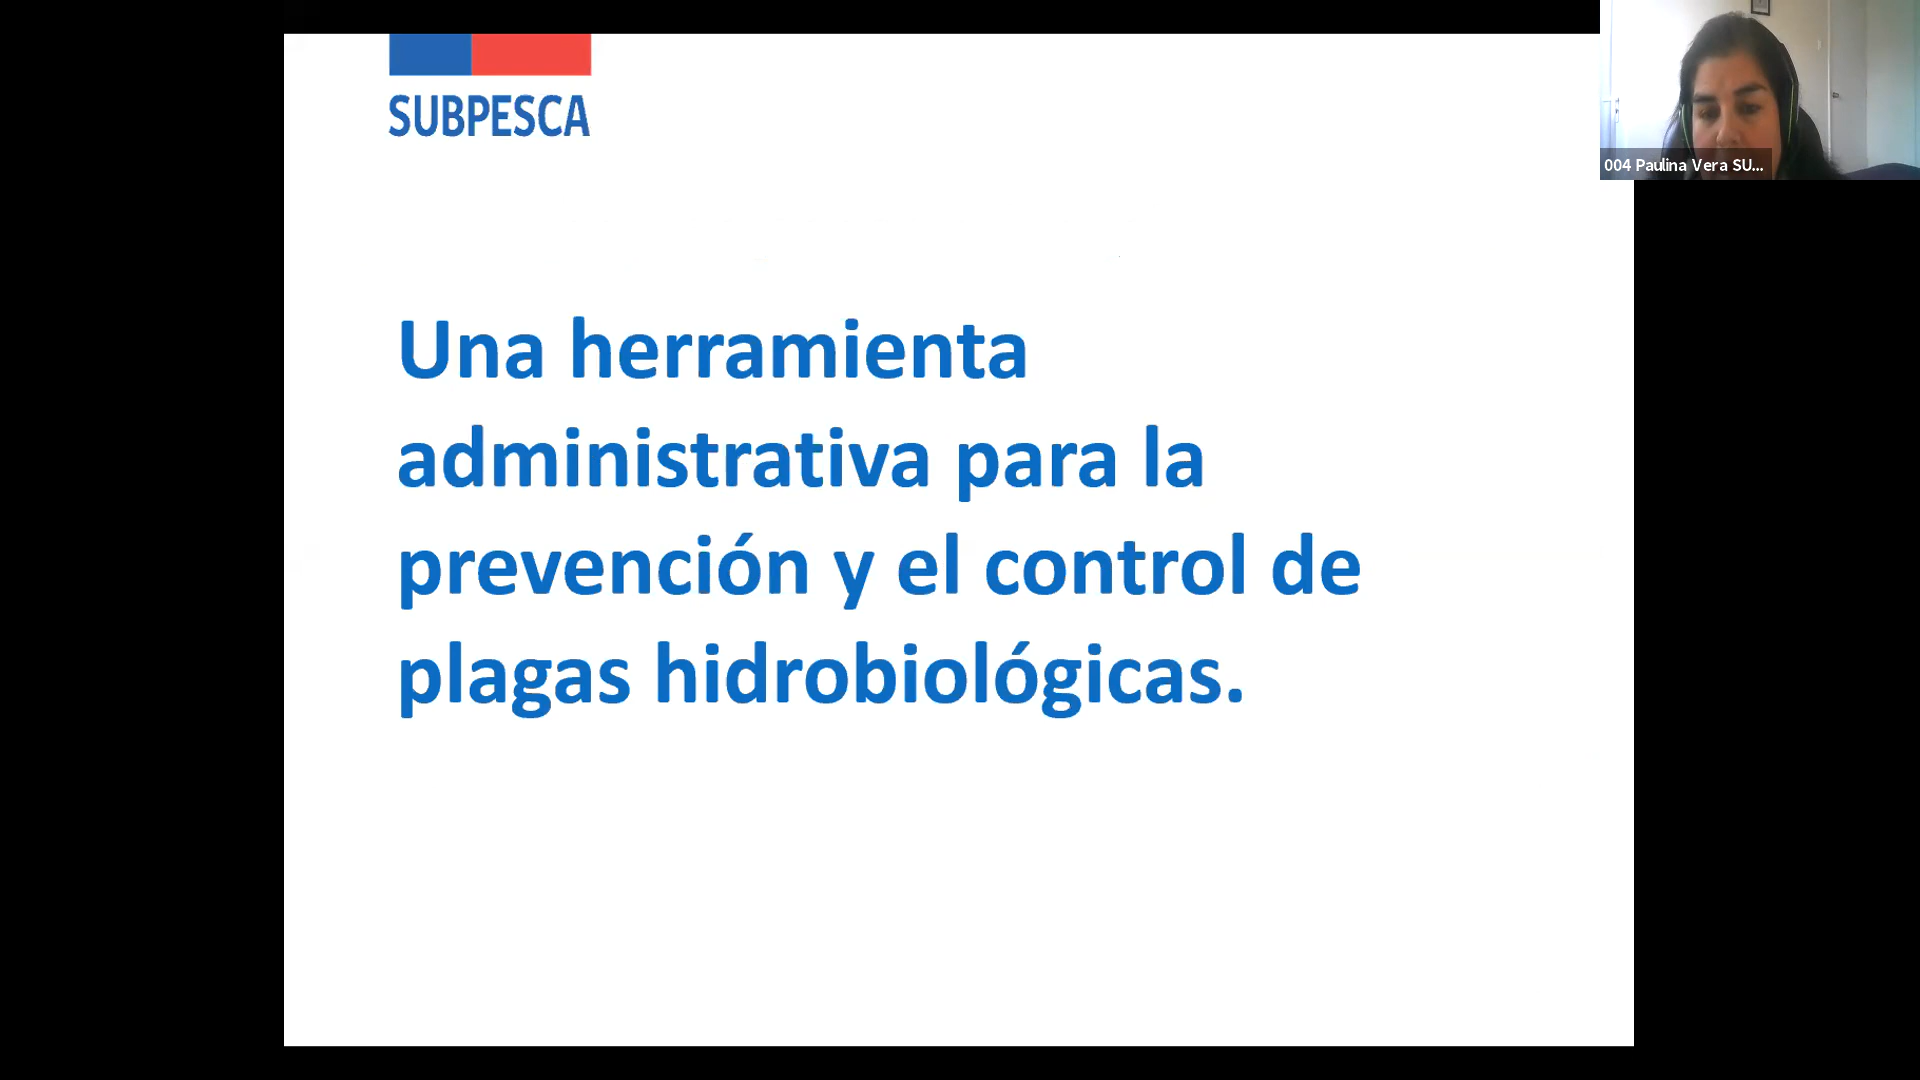 SUBPESCA
004 Paulina Vera SU...
Una herramienta
administrativa para la
prevención y el control de
plagas hidrobiológicas.